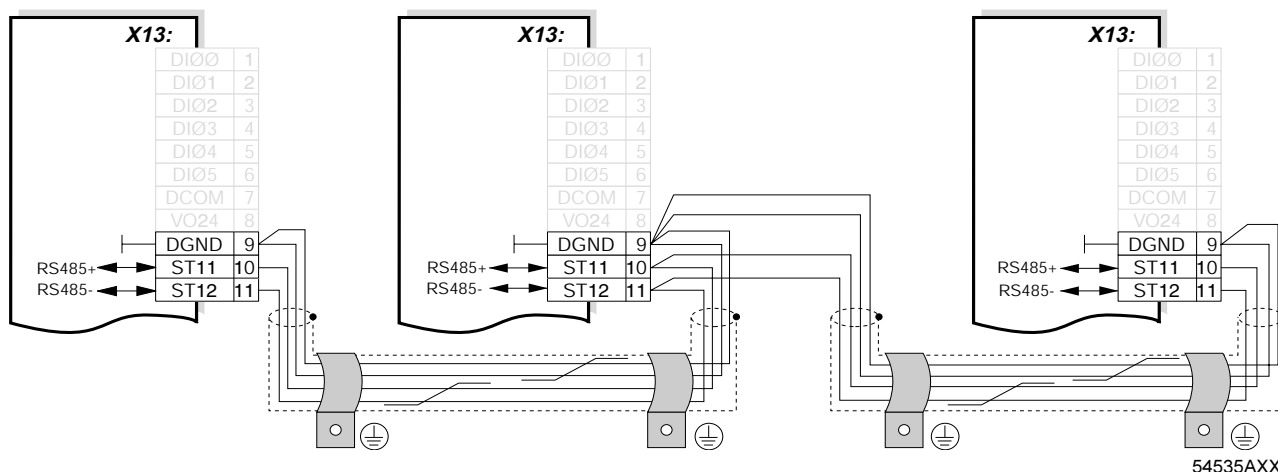 X13:
DIØØ 1
DIØ1 2
DIØ2 3
DIØ3 4
DIØ4 5
DIØ5 6
DCOM 7
VO24 8
DGND 9
RS485+ ST11 10
RS485- ST12 11
X13:
DIØØ 1
DIØ1 2
DIØ2 3
DIØ3 4
DIØ4 5
DIØ5 6
DCOM 7
VO24 8
DGND 9
RS485+ ST11 10
RS485- ST12 11
X13:
DIØØ 1
DIØ1 2
DIØ2 3
DIØ3 4
DIØ4 5
DIØ5 6
DCOM 7
VO24 8
DGND 9
RS485+ ST11 10
RS485- ST12 11
54535AXX